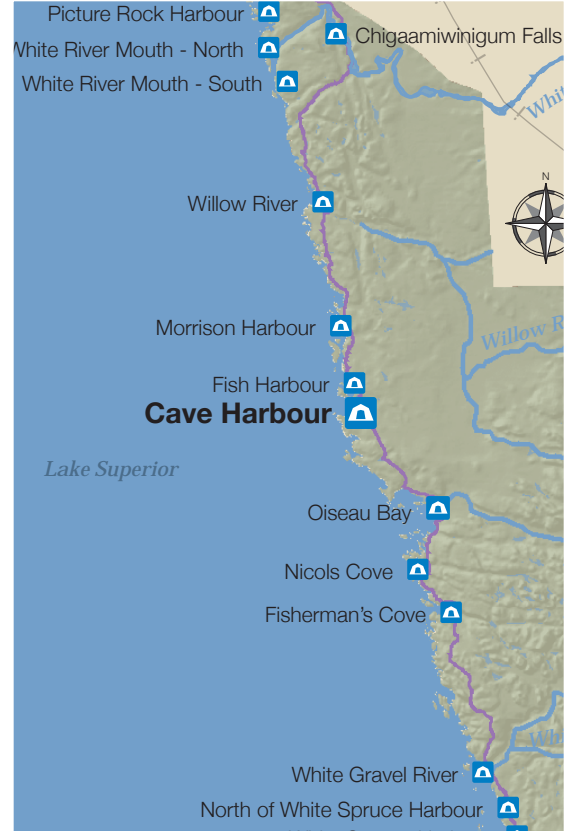 Picture Rock Harbour
Chigaamiwinigum Falls
White River Mouth - North
White River Mouth - South
N
Willow River
Morrison Harbour
Willow R
Fish Harbour
Cave Harbour
Lake Superior
Oiseau Bay
Nicols Cove
Fisherman's Cove
White Gravel River
North of White Spruce Harbour